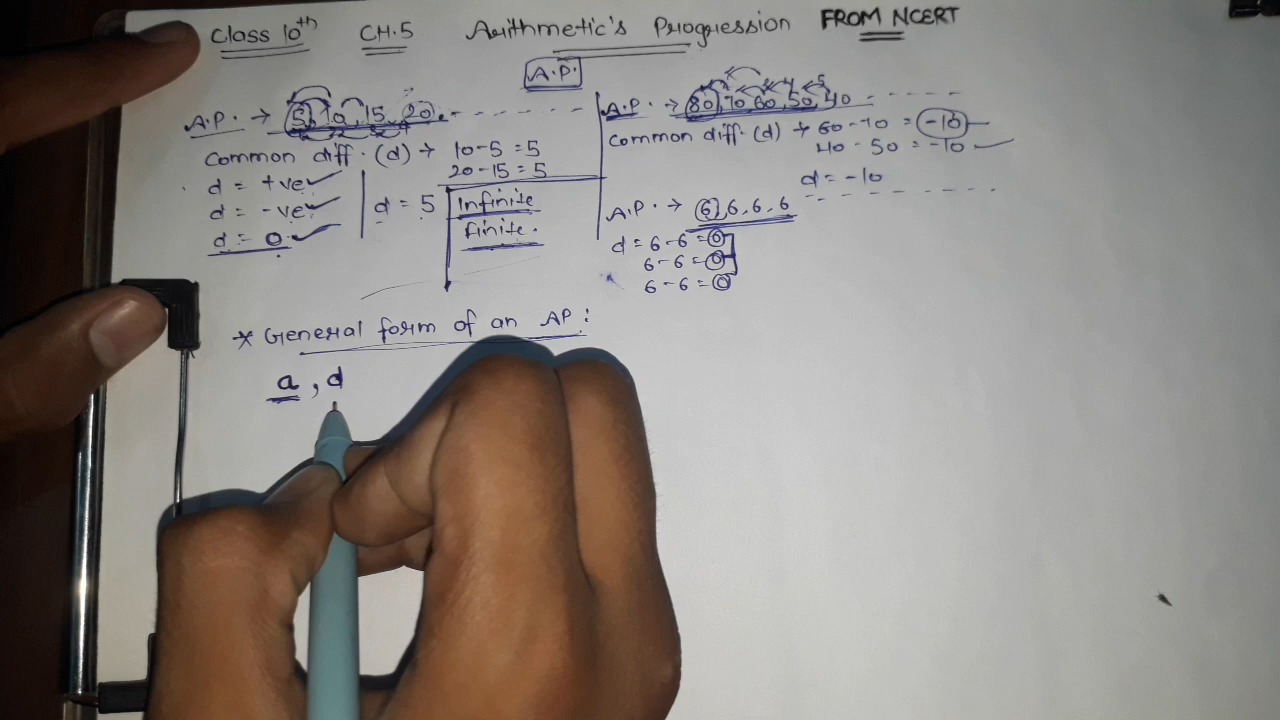 Class 10th CH.5 Arithmetic's Progression FROM NCERT
A.P.
A.P. → 5, 10, 15, 20, - - - - - - -
Common diff. (d) → 10-5 = 5
20-15 = 5
d = +ve
d = -ve
d = 0
d = 5
Infinite
finite.
A.P. → 80, 70, 60, 50, 40 - - - - - -
Common diff. (d) → 60-70 = -10
40-50 = -10
d = -10
A.P. → 6, 6, 6, 6 - - - - - - - -
d = 6-6 = 0
6-6 = 0
6-6 = 0
* General form of an AP:
a, d